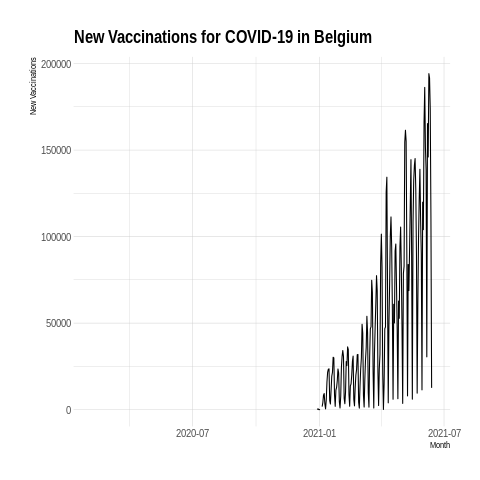 New Vaccinations for COVID-19 in Belgium
New Vaccinations
200000
150000
100000
50000
0
2020-07
2021-01
2021-07
Month